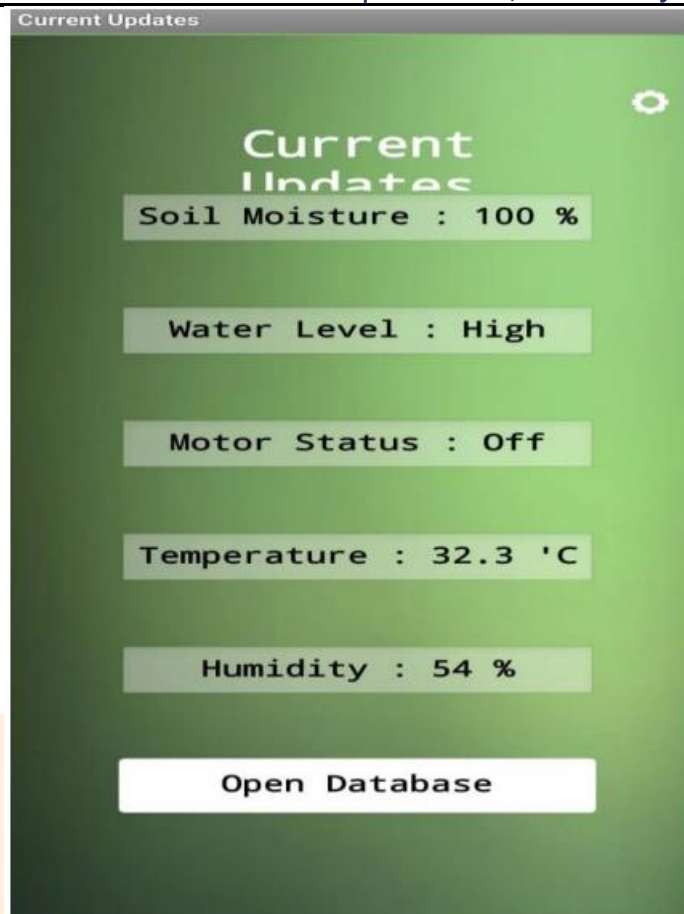 Current Updates
Current
Updates
Soil Moisture : 100 %
Water Level : High
Motor Status : Off
Temperature : 32.3 'C
Humidity : 54 %
Open Database